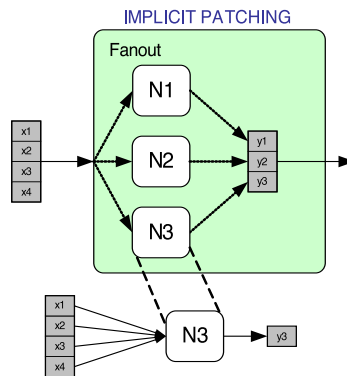 IMPLICIT PATCHING
Fanout
N1
x1
x2
x3
x4
N2
y1
y2
y3
N3
x1
x2
x3
x4
N3
y3